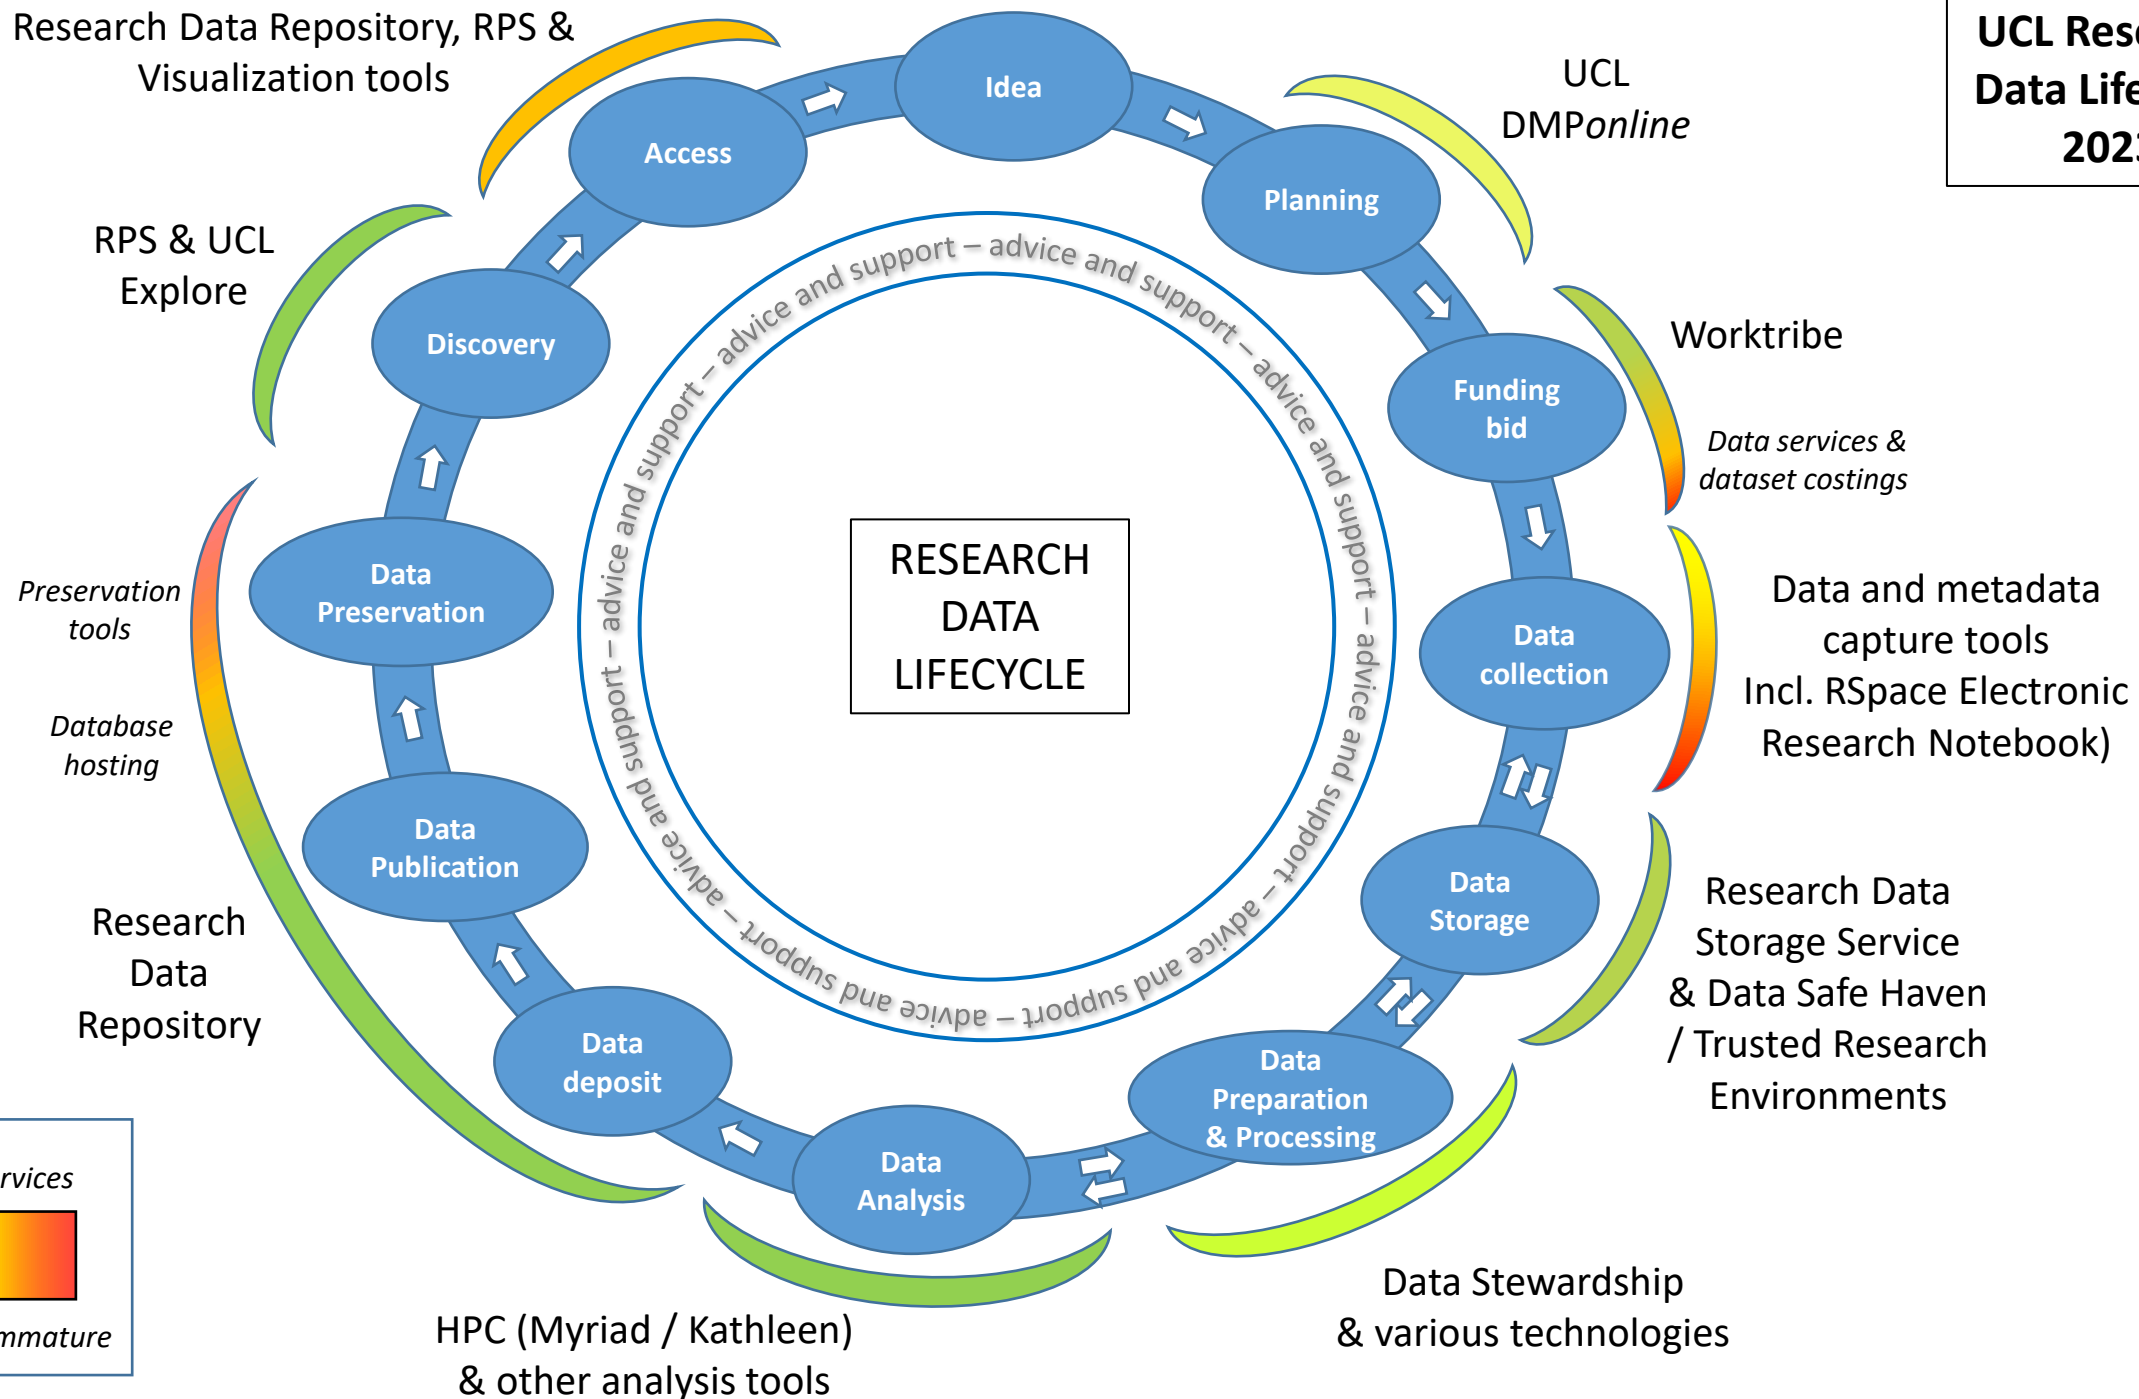 Research Data Repository, RPS &
Visualization tools
UCL
DMPonline
UCL
Data
Idea
Access
Planning
RPS & UCL
Explore
Discovery
Worktribe
Funding
bid
Data services &
dataset costings
advice and support – advice and support – advice and support – advice and support – advice and support – advice and support – advice and support – advice and support –
RESEARCH
DATA
LIFECYCLE
Data
Preservation
Preservation
tools
Data
collection
Data and metadata
capture tools
Incl. RSpace Electronic
Research Notebook)
Database
hosting
Data
Publication
Data
Storage
Research Data
Storage Service
& Data Safe Haven
/ Trusted Research
Environments
Research
Data
Repository
Data
deposit
Data
Preparation
& Processing
Data
Analysis
Data Stewardship
& various technologies
HPC (Myriad / Kathleen)
& other analysis tools